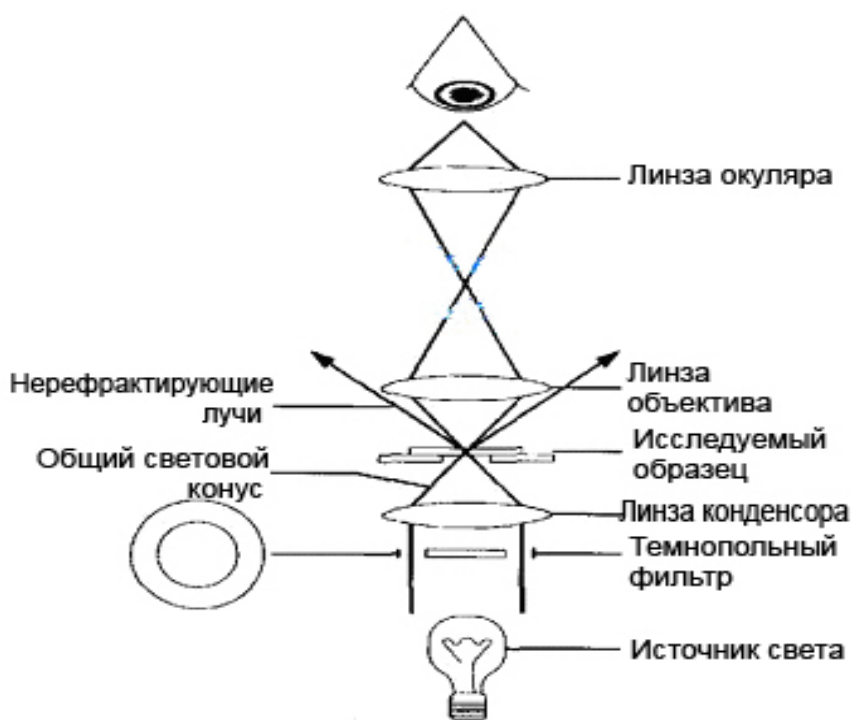 Линза окуляра
Нерефрактирующие
лучи
Линза
объектива
Общий световой
конус
Исследуемый
образец
Линза конденсора
Темнопольный
фильтр
Источник света